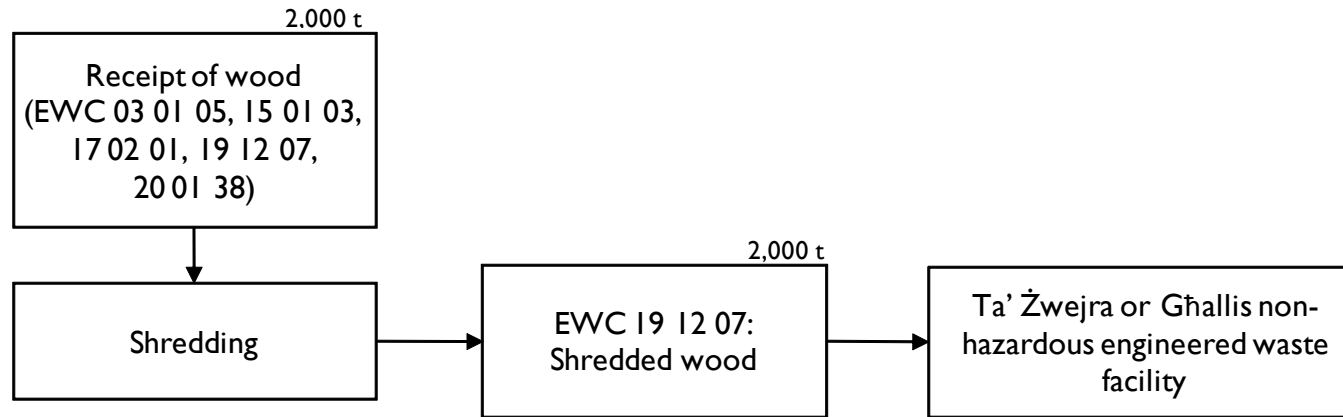 2,000 t
Receipt of wood
(EWC 03 01 05, 15 01 03,
17 02 01, 19 12 07,
20 01 38)
Shredding
2,000 t
EWC 19 12 07:
Shredded wood
Ta' Żwejra or Għallis non-
hazardous engineered waste
facility